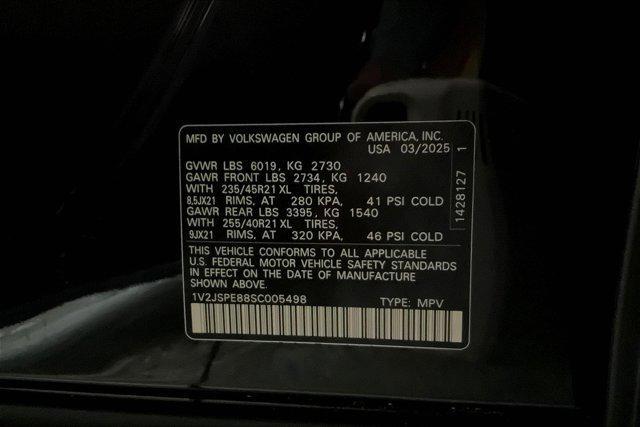 MFD BY VOLKSWAGEN GROUP OF AMERICA, INC.
USA 03/2025
GVWR LBS 6019, KG 2730
GAWR FRONT LBS 2734, KG 1240
WITH 235/45R21 XL TIRES,
8,5JX21 RIMS, AT 280 KPA, 41 PSI COLD
GAWR REAR LBS 3395, KG 1540
WITH 255/40R21 XL TIRES,
9JX21 RIMS, AT 320 KPA, 46 PSI COLD
THIS VEHICLE CONFORMS TO ALL APPLICABLE
U.S. FEDERAL MOTOR VEHICLE SAFETY STANDARDS
IN EFFECT ON THE DATE OF MANUFACTURE
SHOWN ABOVE.
1V2JSPE88SC005498 TYPE: MPV
1428127 1